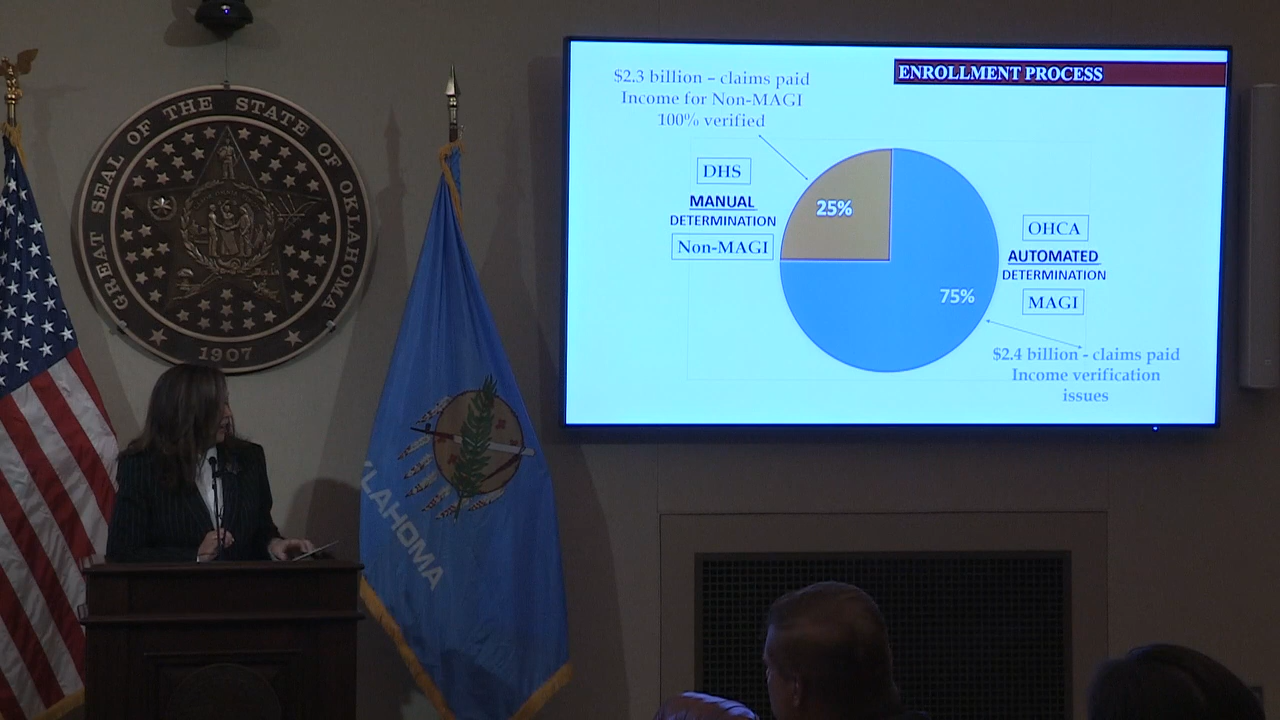 GREAT SEAL OF THE STATE OF OKLAHOMA
1907
KLAHOMA
ENROLLMENT PROCESS
$2.3 billion – claims paid
Income for Non-MAGI
100% verified
DHS
MANUAL
DETERMINATION
Non-MAGI
25%
75%
OHCA
AUTOMATED
DETERMINATION
MAGI
$2.4 billion - claims paid
Income verification
issues